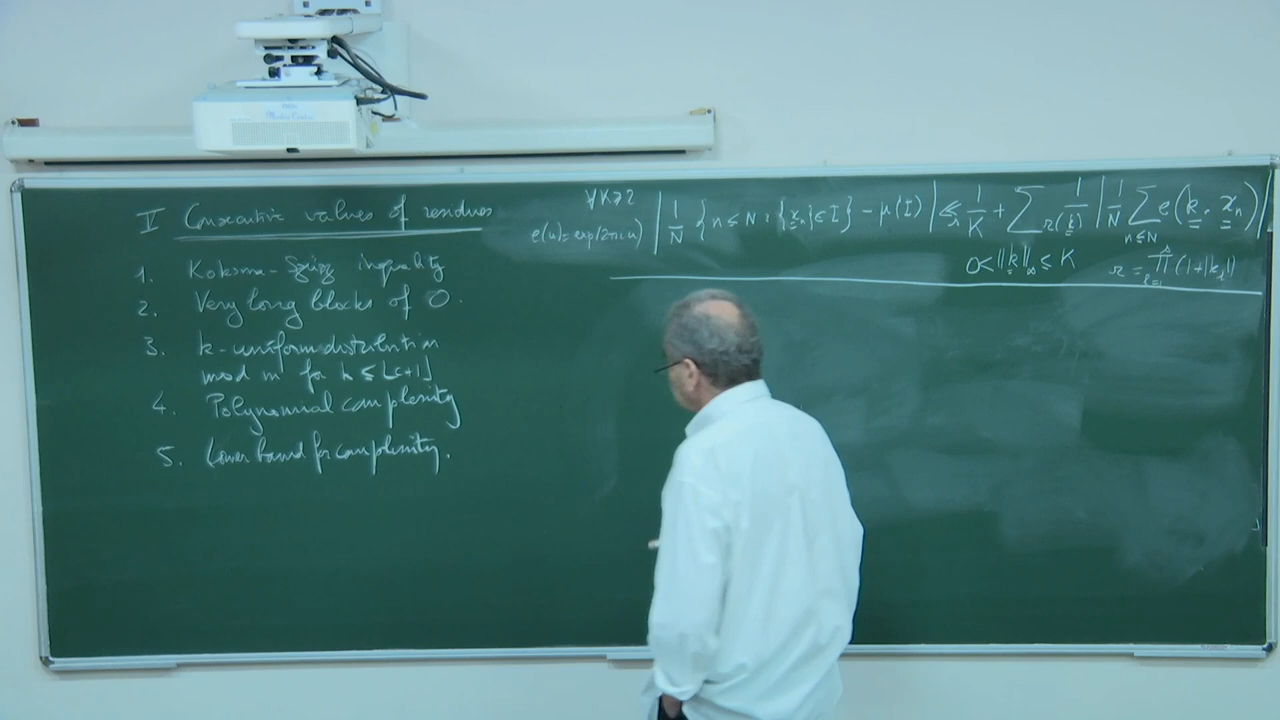 V Consecutive values of residues
1. Koksma-Szüsz inequality
2. Very long blocks of 0.
3. k-uniform distribution
mod m for k ≤ ⌊c+1⌋
4. Polynomial complexity
5. Lower bound for complexity.
∀K≥2
e(u)=exp(2πiu) | 1/N {n≤N : {x_n}∈I} − μ(I) | ≤ 1/K + ∑ 1/r(k) | 1/N ∑_{n≤N} e(k · x_n) |
0<‖k‖_∞ ≤ K r = ∏ (1+|k_i|)